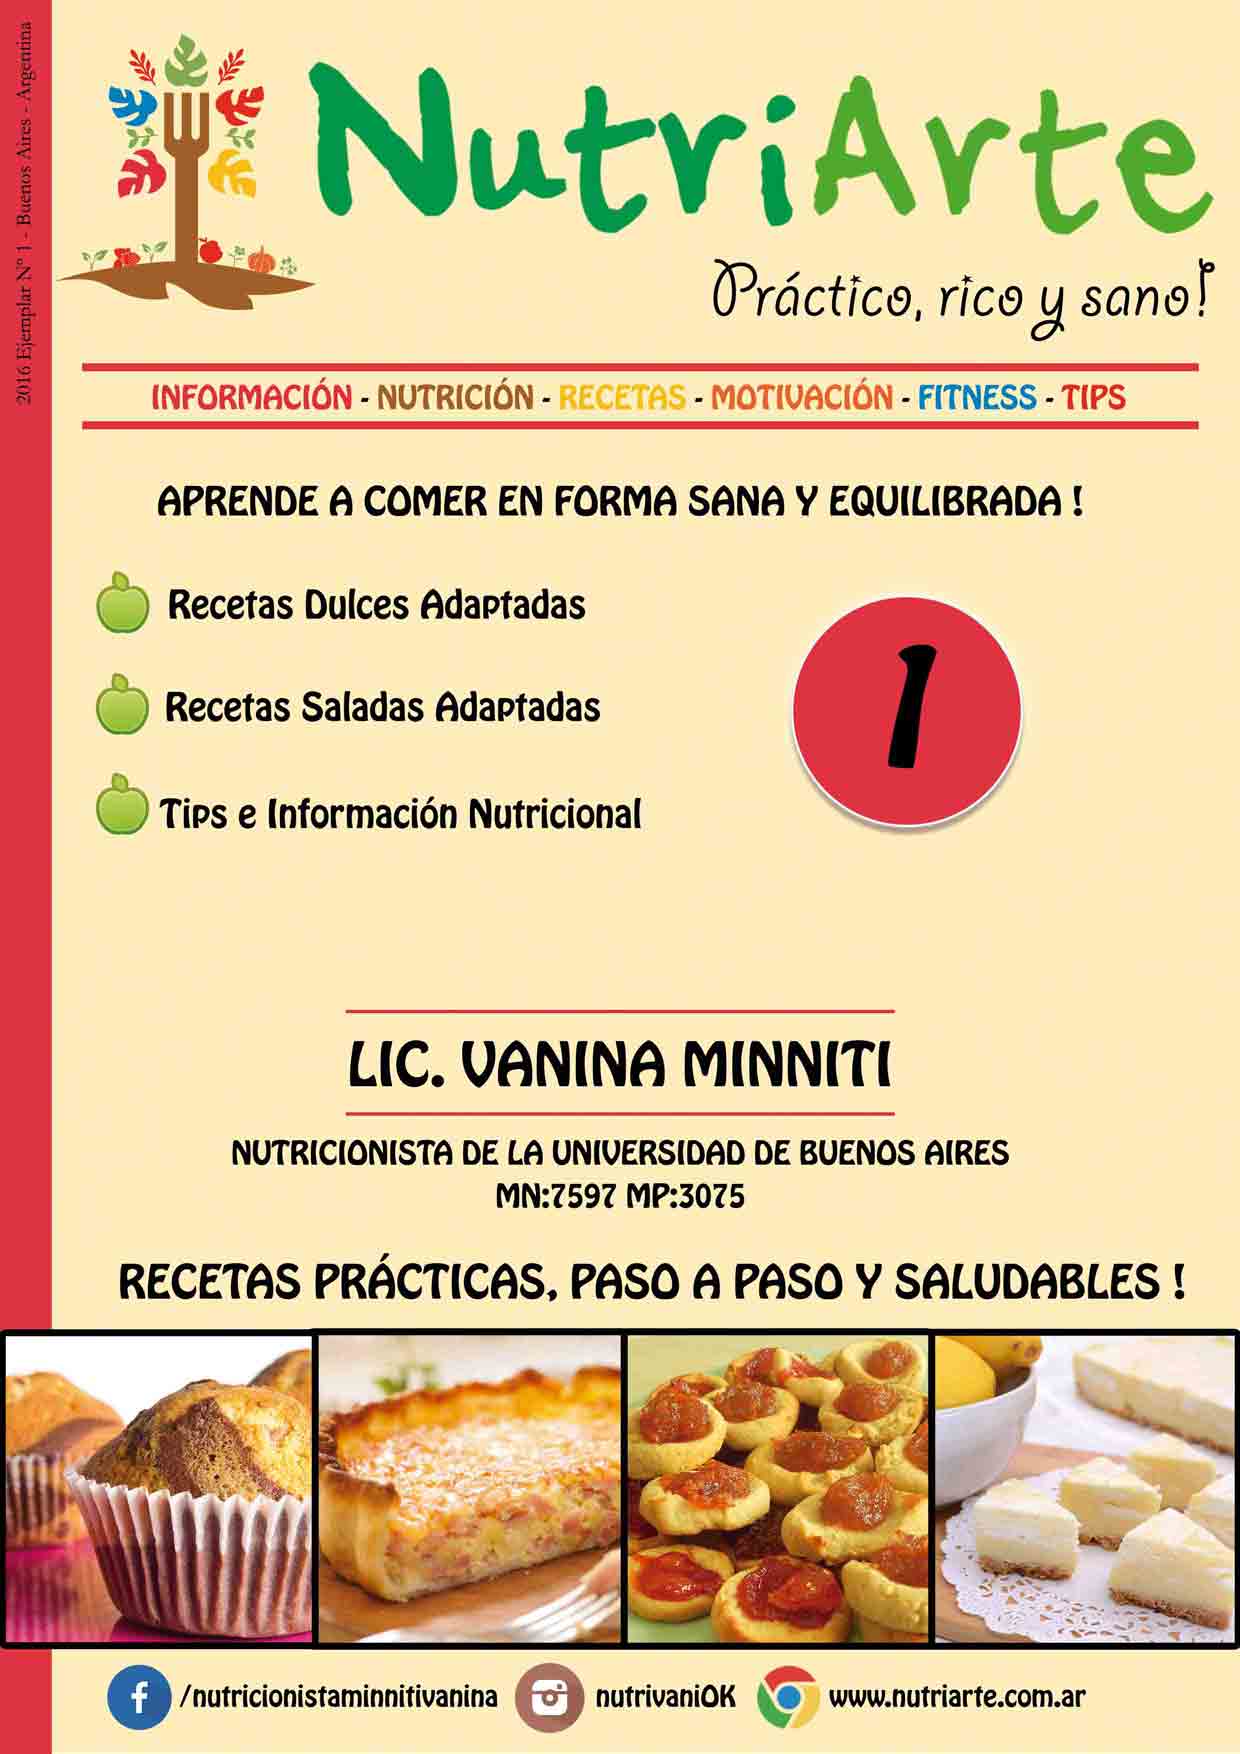 2016 Ejemplar Nº 1 - Buenos Aires - Argentina
NutriArte
Práctico, rico y sano!
INFORMACIÓN - NUTRICIÓN - RECETAS - MOTIVACIÓN - FITNESS - TIPS
APRENDE A COMER EN FORMA SANA Y EQUILIBRADA !
Recetas Dulces Adaptadas
Recetas Saladas Adaptadas
Tips e Información Nutricional
1
LIC. VANINA MINNITI
NUTRICIONISTA DE LA UNIVERSIDAD DE BUENOS AIRES
MN:7597 MP:3075
RECETAS PRÁCTICAS, PASO A PASO Y SALUDABLES !
/nutricionistaminnitivanina nutrivaniOK www.nutriarte.com.ar